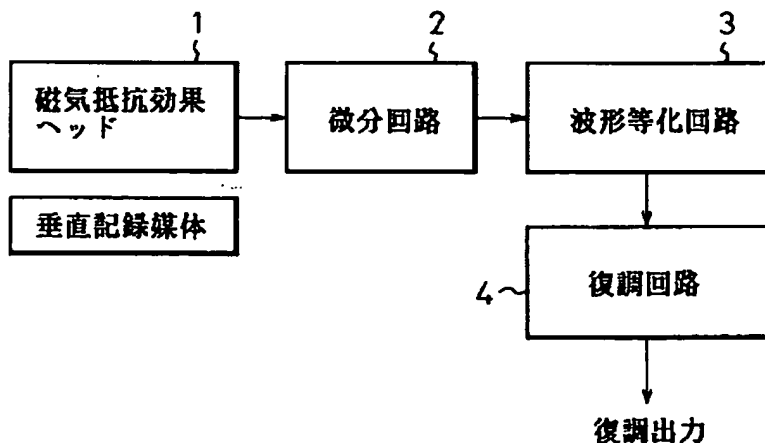 1
磁気抵抗効果
ヘッド
2
微分回路
3
波形等化回路
垂直記録媒体
4
復調回路
復調出力